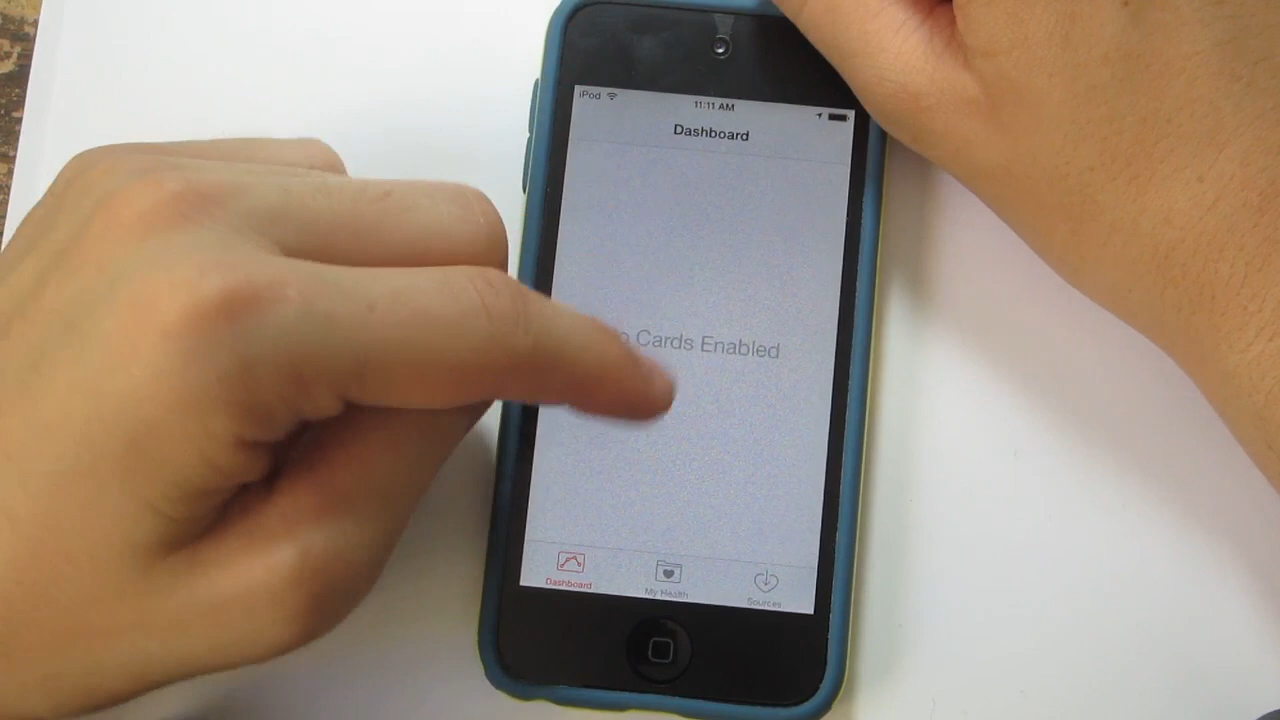 iPod
11:11 AM
Dashboard
Cards Enabled
Dashboard
My Health
Sources